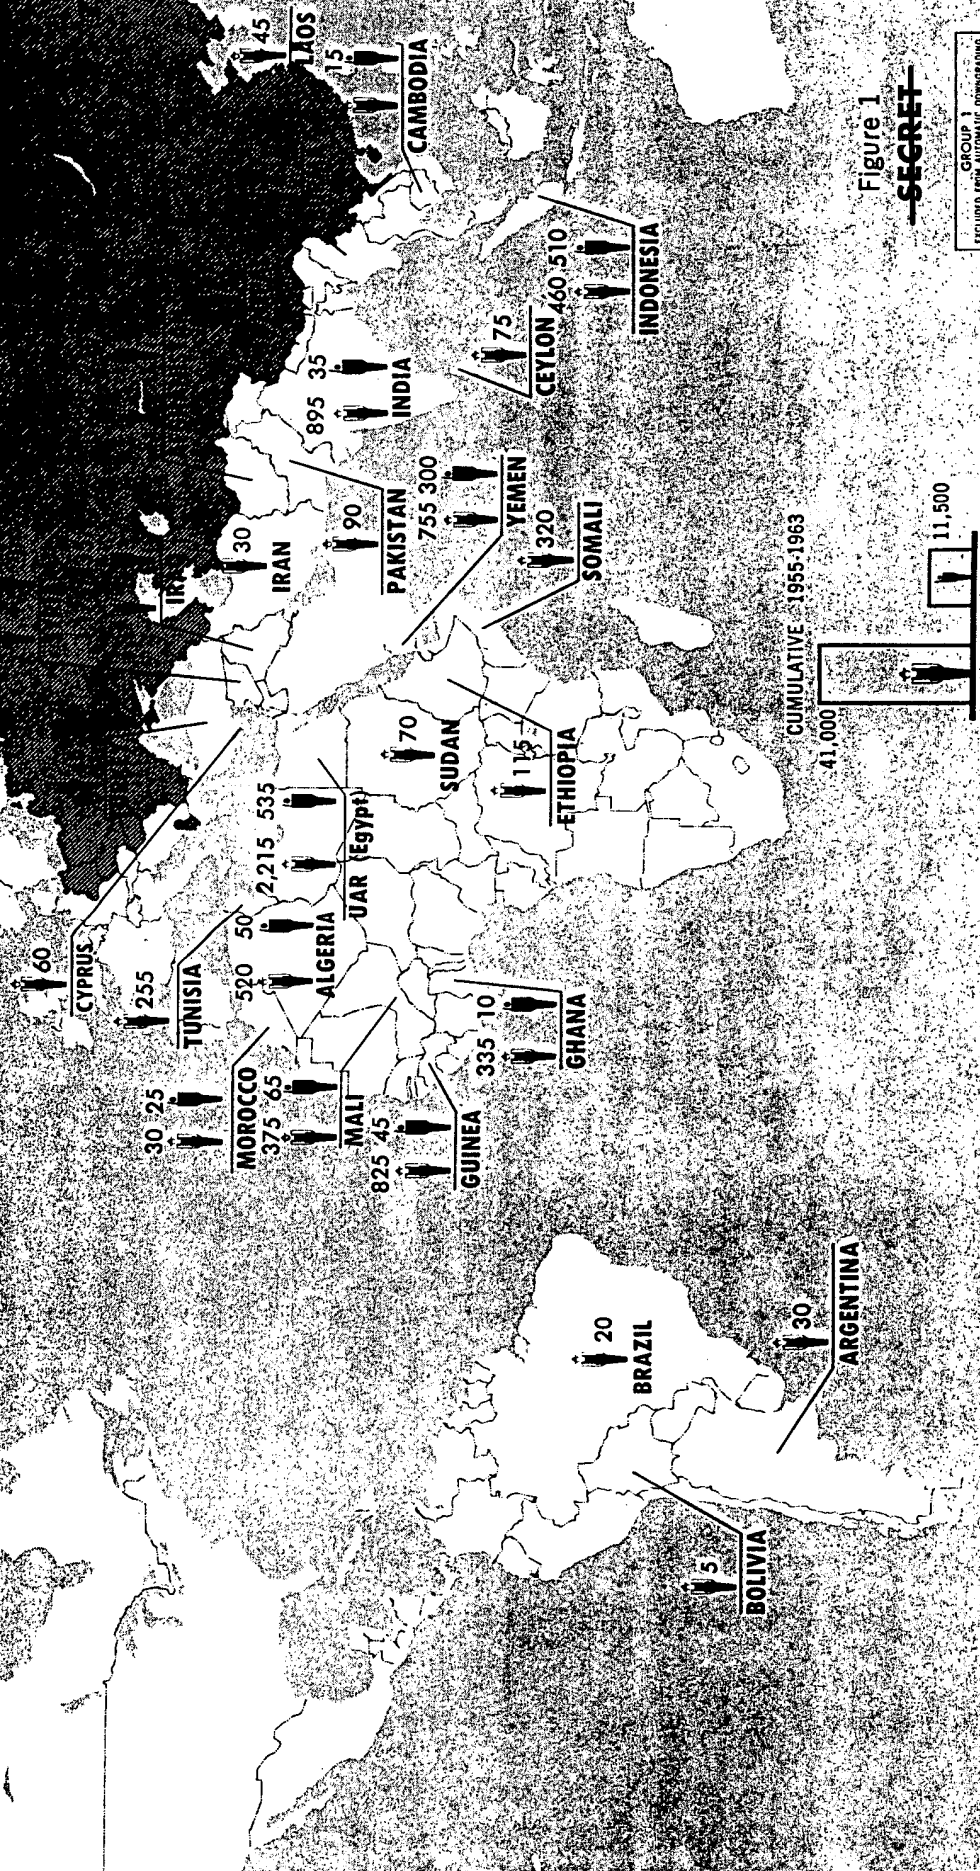 60
CYPRUS
255
TUNISIA
30 25
MOROCCO
375 65
MALI
825 45
GUINEA
520 50
ALGERIA
335 10
GHANA
2,215 535
UAR (Egypt)
70
SUDAN
115
ETHIOPIA
30
IRAN
90
PAKISTAN
755 300
YEMEN
320
SOMALI
895 35
INDIA
75
CEYLON
460 510
INDONESIA
45
LAOS
15
CAMBODIA
20
BRAZIL
5
BOLIVIA
30
ARGENTINA
CUMULATIVE 1955-1963
41,000
11,500
Figure 1
SECRET
GROUP 1